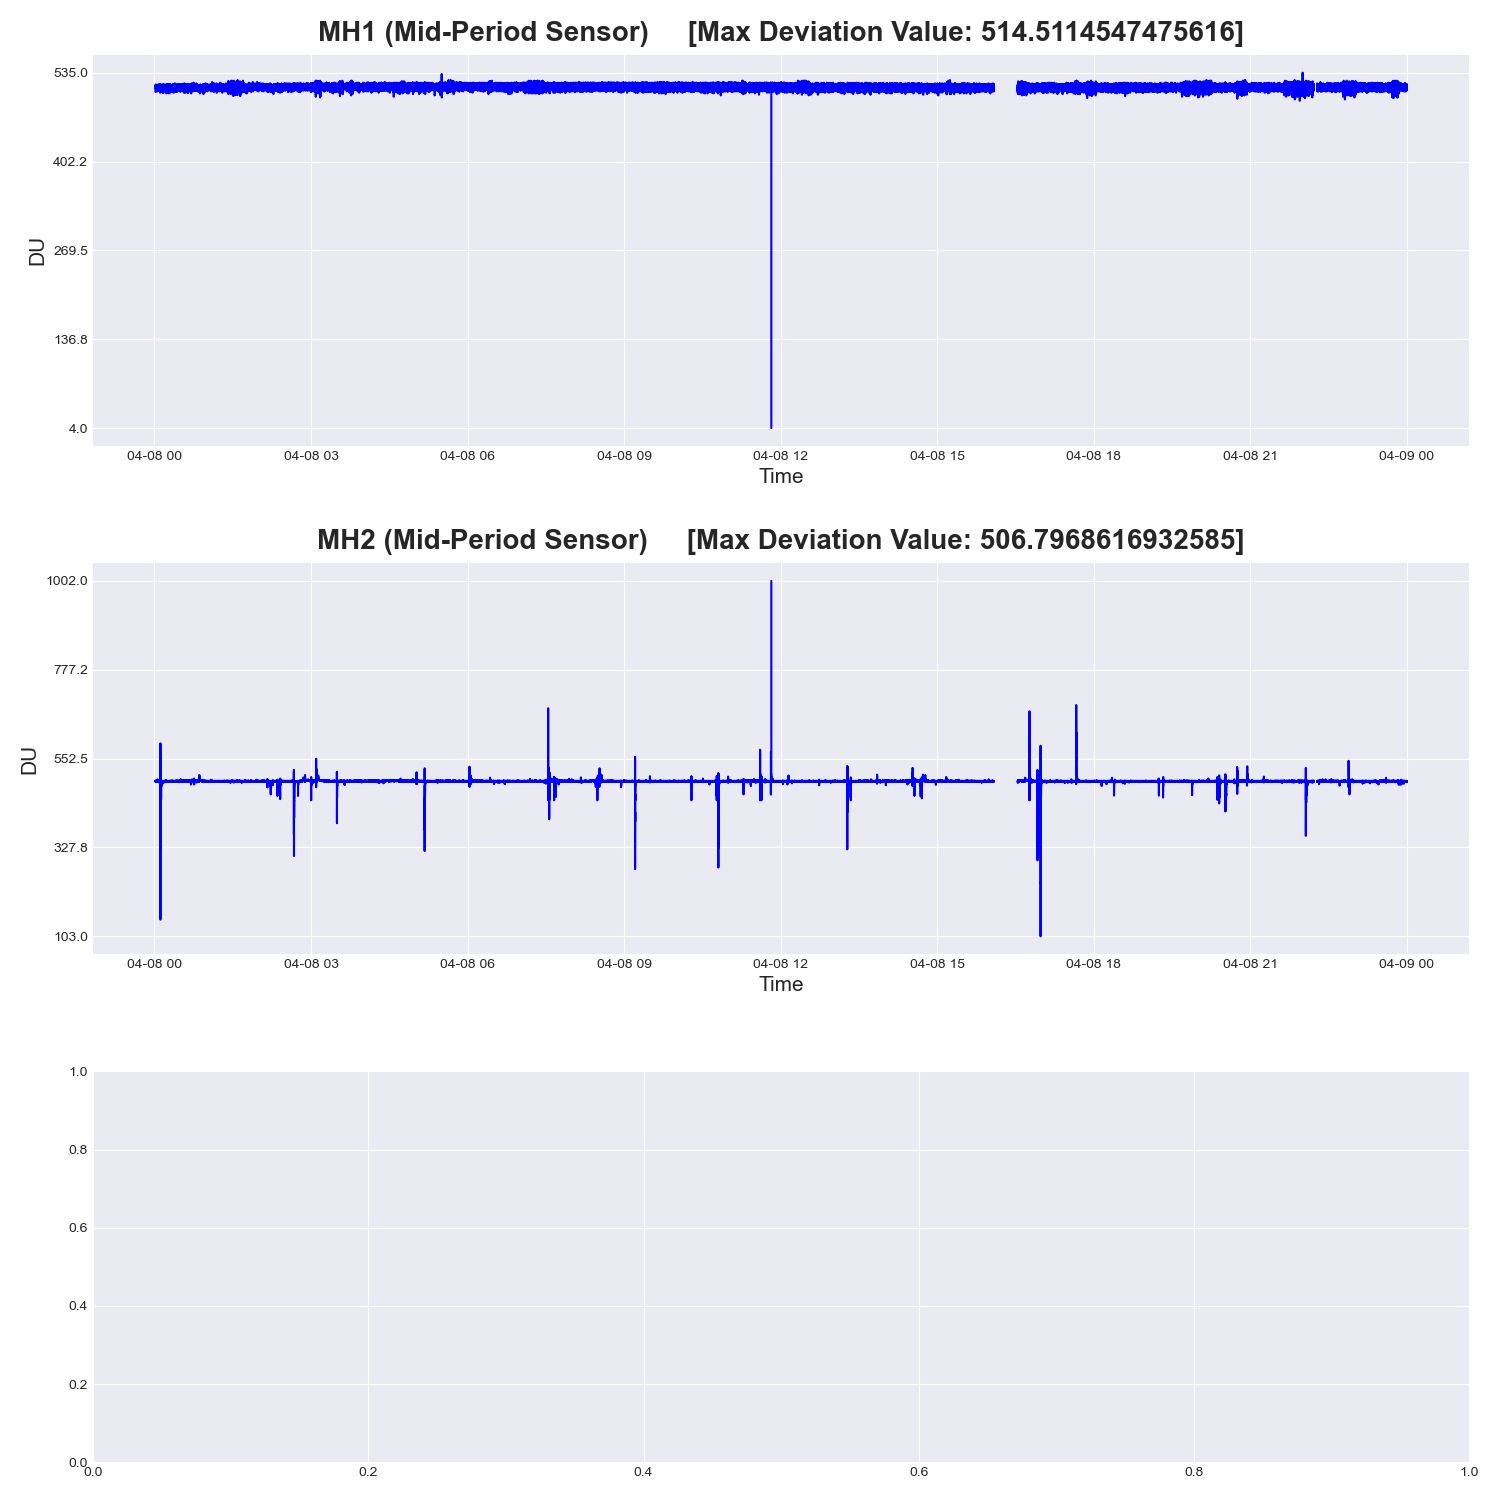 MH1 (Mid-Period Sensor) [Max Deviation Value: 514.5114547475616]
535.0
402.2
269.5
136.8
4.0
DU
04-08 00 04-08 03 04-08 06 04-08 09 04-08 12 04-08 15 04-08 18 04-08 21 04-09 00
Time
MH2 (Mid-Period Sensor) [Max Deviation Value: 506.7968616932585]
1002.0
777.2
552.5
327.8
103.0
DU
04-08 00 04-08 03 04-08 06 04-08 09 04-08 12 04-08 15 04-08 18 04-08 21 04-09 00
Time
1.0
0.8
0.6
0.4
0.2
0.0
0.0 0.2 0.4 0.6 0.8 1.0